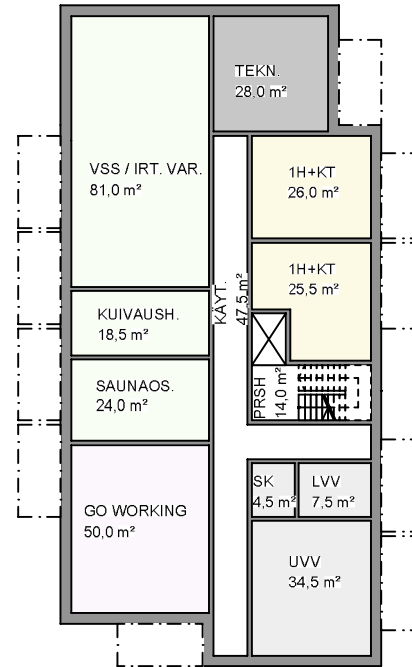 TEKN.
28,0 m²
VSS / IRT. VAR.
81,0 m²
1H+KT
26,0 m²
1H+KT
25,5 m²
KÄYT.
47,5 m²
KUIVAUSH.
18,5 m²
PRSH
14,0 m²
SAUNAOS.
24,0 m²
SK
4,5 m²
LVV
7,5 m²
GO WORKING
50,0 m²
UVV
34,5 m²